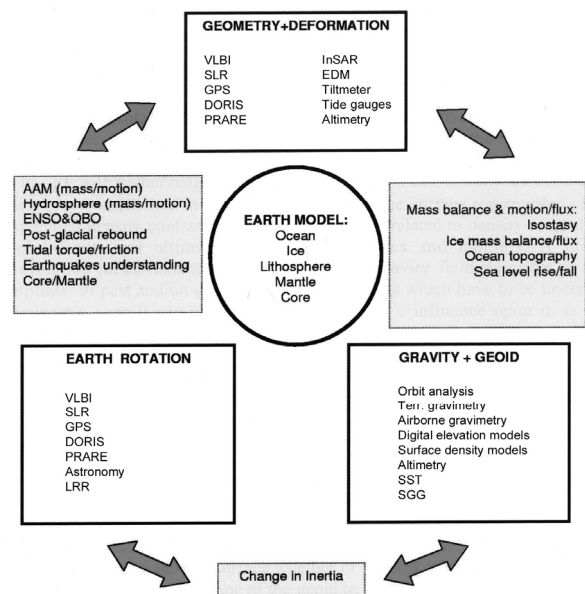 GEOMETRY+DEFORMATION
VLBI
SLR
GPS
DORIS
PRARE
InSAR
EDM
Tiltmeter
Tide gauges
Altimetry
AAM (mass/motion)
Hydrosphere (mass/motion)
ENSO&QBO
Post-glacial rebound
Tidal torque/friction
Earthquakes understanding
Core/Mantle
EARTH MODEL:
Ocean
Ice
Lithosphere
Mantle
Core
Mass balance & motion/flux:
Isostasy
Ice mass balance/flux
Ocean topography
Sea level rise/fall
EARTH ROTATION
VLBI
SLR
GPS
DORIS
PRARE
Astronomy
LRR
GRAVITY + GEOID
Orbit analysis
Terr. gravimetry
Airborne gravimetry
Digital elevation models
Surface density models
Altimetry
SST
SGG
Change in Inertia